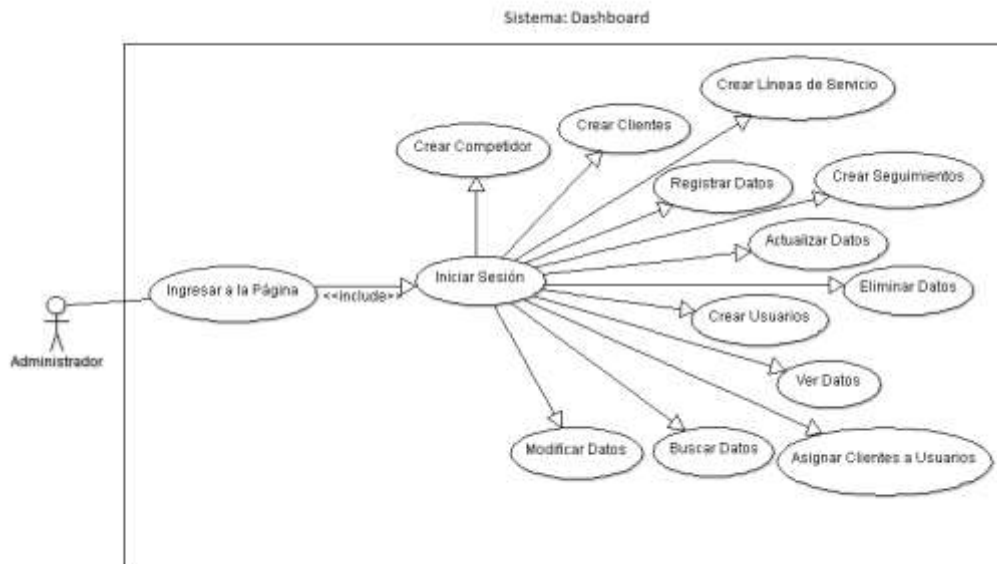 Sistema: Dashboard
Crear Líneas de Servicio
Crear Clientes
Crear Competidor
Registrar Datos
Crear Seguimientos
Actualizar Datos
Iniciar Sesión
Ingresar a la Página
<<include>>
Eliminar Datos
Crear Usuarios
Administrador
Ver Datos
Modificar Datos
Buscar Datos
Asignar Clientes a Usuarios